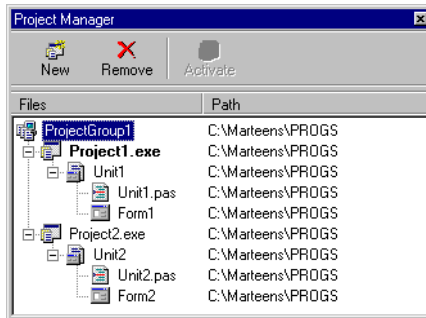 Project Manager
New Remove Activate
Files Path
ProjectGroup1 C:\Marteens\PROGS
Project1.exe C:\Marteens\PROGS
Unit1 C:\Marteens\PROGS
Unit1.pas C:\Marteens\PROGS
Form1 C:\Marteens\PROGS
Project2.exe C:\Marteens\PROGS
Unit2 C:\Marteens\PROGS
Unit2.pas C:\Marteens\PROGS
Form2 C:\Marteens\PROGS